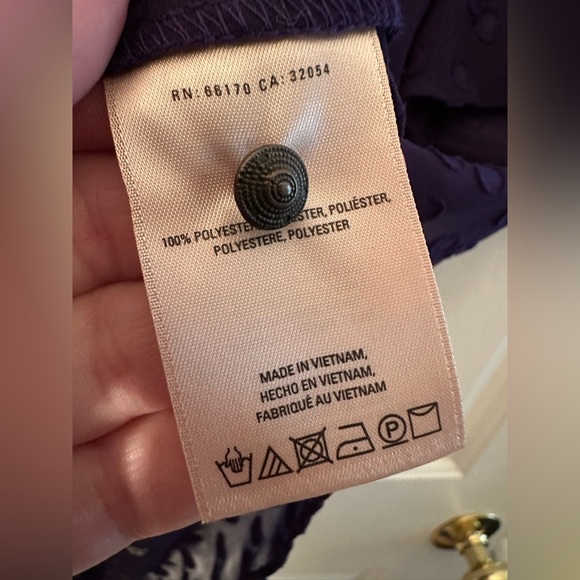 RN: 66170 CA: 32054
100% POLYESTER, POLIÉSTER,
POLYESTERE, POLYESTER
MADE IN VIETNAM,
HECHO EN VIETNAM,
FABRIQUÉ AU VIETNAM
P